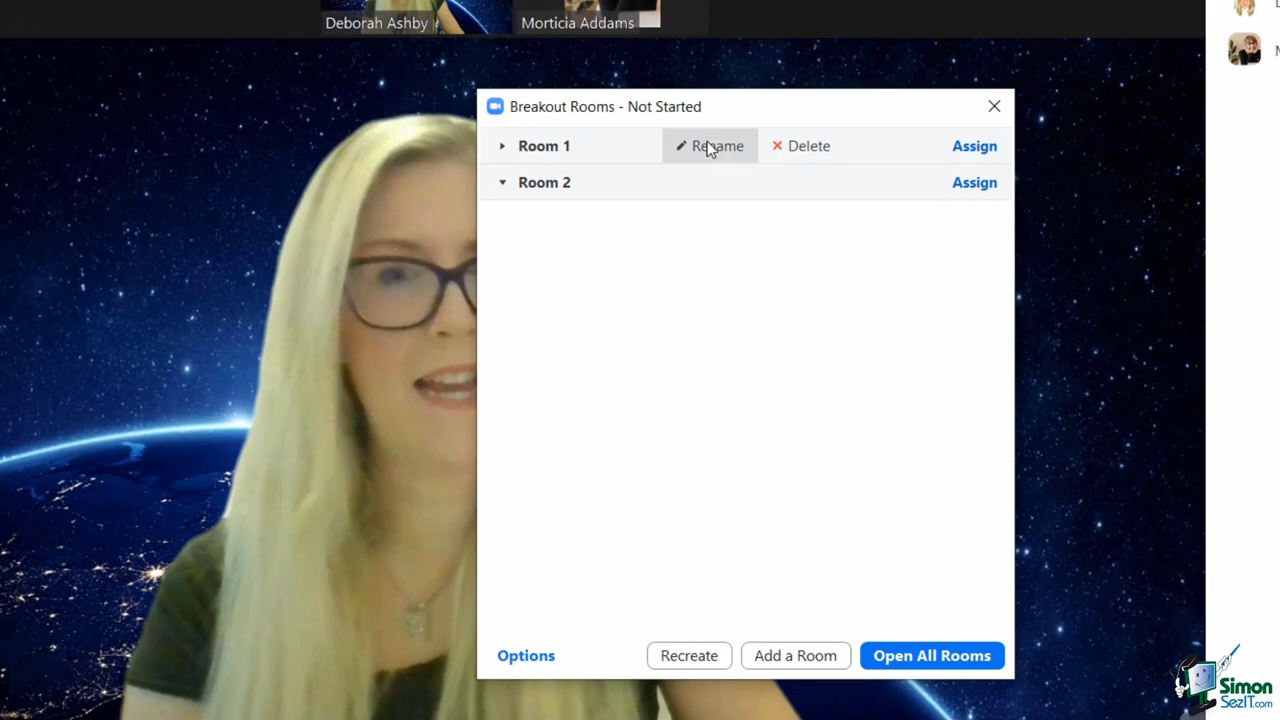 Deborah Ashby
Morticia Addams
Breakout Rooms - Not Started
Room 1
Rename
Delete
Assign
Room 2
Assign
Options
Recreate
Add a Room
Open All Rooms
Simon
SezIT.com